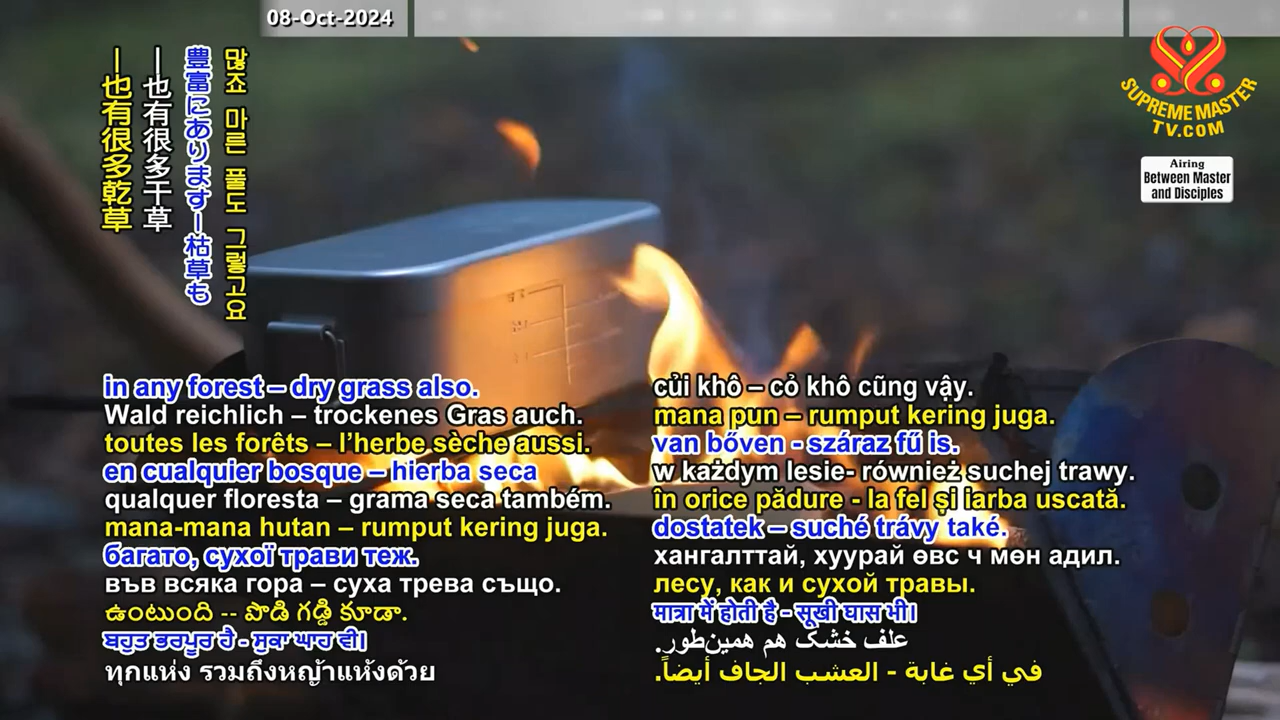 08-Oct-2024
SUPREME MASTER
TV.COM
Airing
Between Master
and Disciples
많죠 마른 풀도 그렇고요
豊富にあります—枯草も
—也有很多干草
—也有很多乾草
in any forest – dry grass also.
Wald reichlich – trockenes Gras auch.
toutes les forêts – l’herbe sèche aussi.
en cualquier bosque – hierba seca
qualquer floresta – grama seca também.
mana-mana hutan – rumput kering juga.
багато, сухої трави теж.
във всяка гора – суха трева също.
ఉంటుంది -- పొడి గడ్డి కూడా.
ਬਹੁਤ ਭਰਪੂਰ ਹੈ - ਸੁਕਾ ਘਾਹ ਵੀ।
ทุกแห่ง รวมถึงหญ้าแห้งด้วย
củi khô – cỏ khô cũng vậy.
mana pun – rumput kering juga.
van bőven - száraz fű is.
w każdym lesie- również suchej trawy.
în orice pădure - la fel și iarba uscată.
dostatek – suché trávy také.
хангалттай, хуурай өвс ч мөн адил.
лесу, как и сухой травы.
मात्रा में होती है - सूखी घास भी।
علف خشک هم همین‌طور.
في أي غابة - العشب الجاف أيضاً.